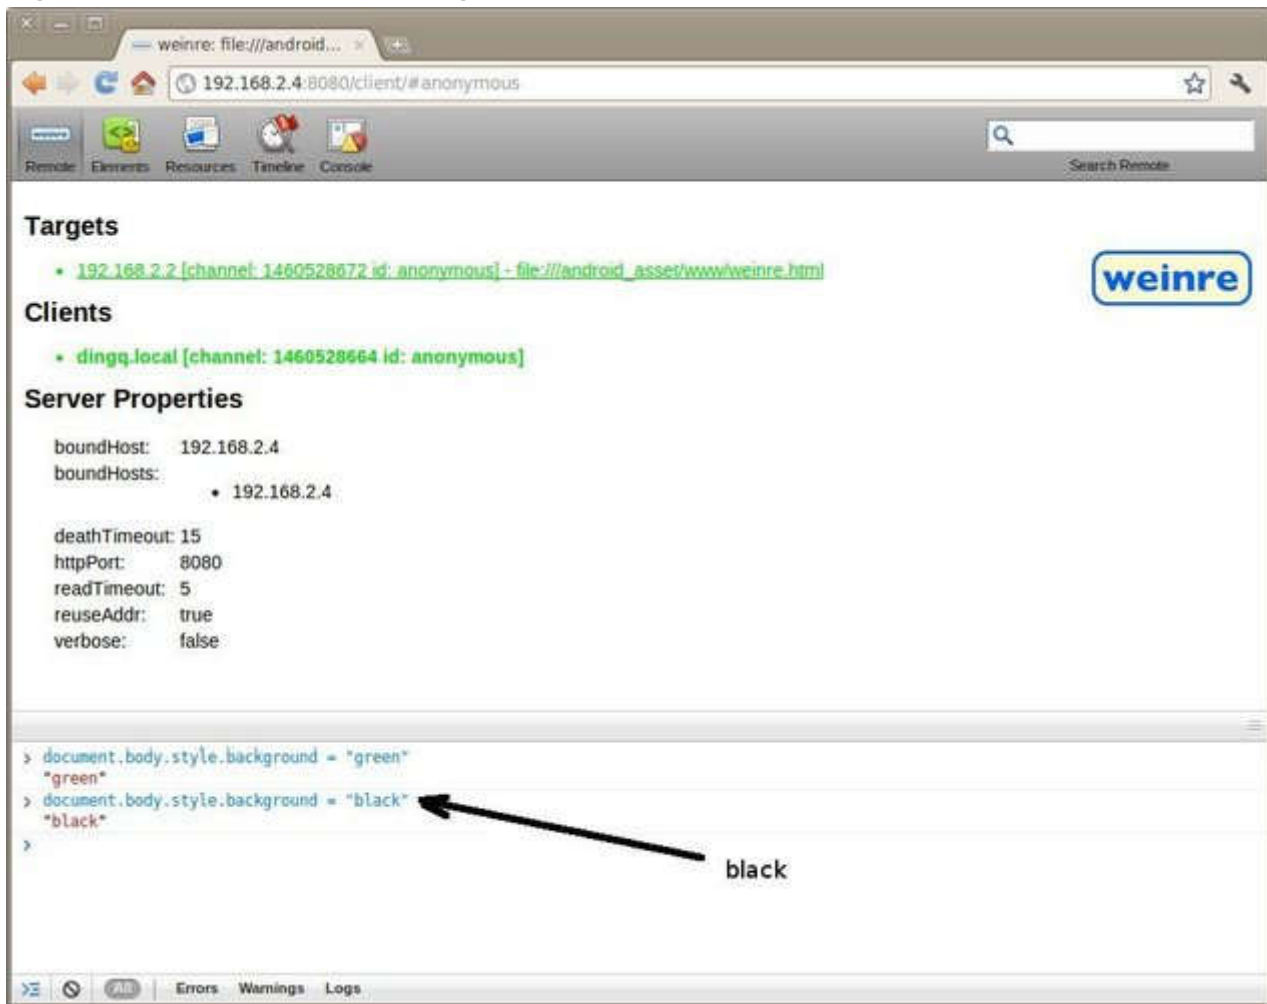 weinre: file:///android...
192.168.2.4:8080/client/#anonymous
Remote Elements Resources Timeline Console
Search Remote
Targets
• 192.168.2.2 [channel: 1460528672 id: anonymous] - file:///android_asset/www/weinre.html
weinre
Clients
• dingq.local [channel: 1460528664 id: anonymous]
Server Properties
boundHost: 192.168.2.4
boundHosts:
• 192.168.2.4
deathTimeout: 15
httpPort: 8080
readTimeout: 5
reuseAddr: true
verbose: false
> document.body.style.background = "green"
"green"
> document.body.style.background = "black"
"black"
>
black
All Errors Warnings Logs